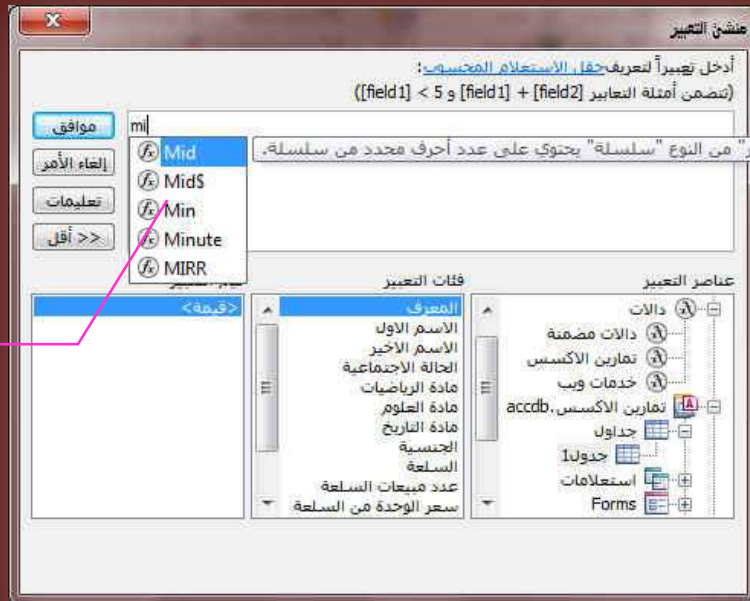 منشئ التعبير
أدخل تعبيراً لتعريف حقل الاستعلام المحسوب:
(تتضمن أمثلة التعابير [field1] + [field2] و [field1] < 5)
موافق
إلغاء الأمر
تعليمات
<< أقل
mi
Mid
Mid$
Min
Minute
MIRR
" من النوع "سلسلة" يحتوي على عدد أحرف محدد من سلسلة.
عناصر التعبير
دالات
دالات مضمنة
تمارين الاكسس
خدمات ويب
تمارين الاكسس.accdb
جداول
جدول1
استعلامات
Forms
فئات التعبير
المعرف
الاسم الاول
الاسم الاخير
الحالة الاجتماعية
مادة الرياضيات
مادة العلوم
مادة التاريخ
الجنسية
السلعة
عدد مبيعات السلعة
سعر الوحدة من السلعة
التعبير
<قيمة>